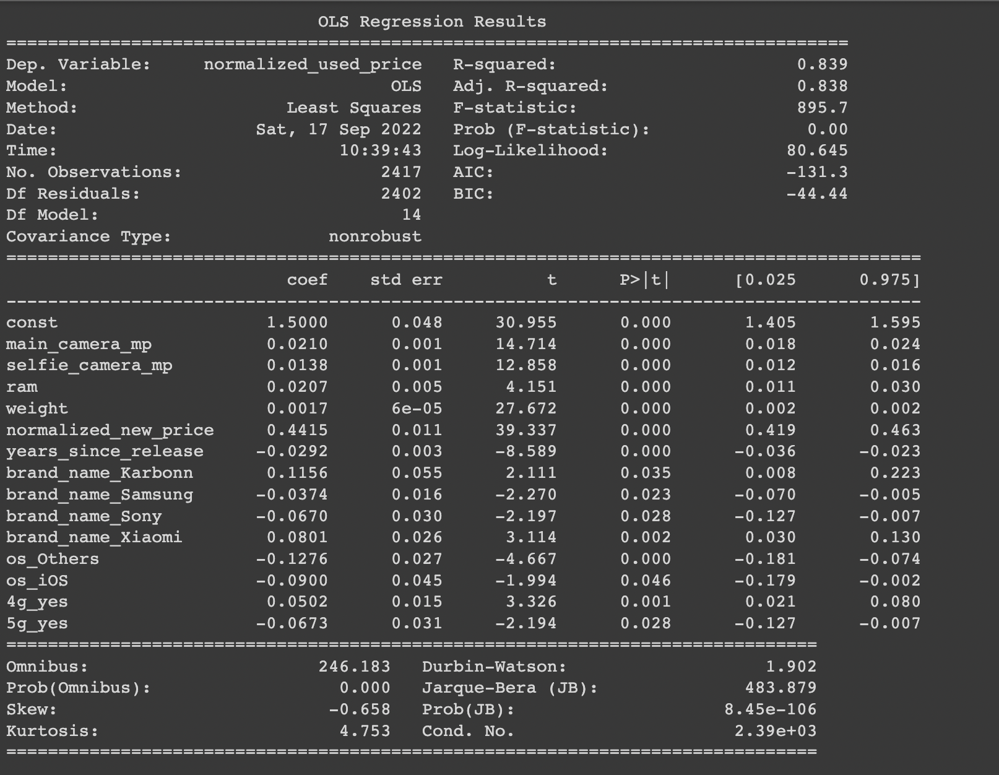 OLS Regression Results
==============================================================================
Dep. Variable:     normalized_used_price   R-squared:                       0.839
Model:                               OLS   Adj. R-squared:                  0.838
Method:                    Least Squares   F-statistic:                     895.7
Date:                   Sat, 17 Sep 2022   Prob (F-statistic):               0.00
Time:                           10:39:43   Log-Likelihood:                 80.645
No. Observations:                   2417   AIC:                            -131.3
Df Residuals:                       2402   BIC:                            -44.44
Df Model:                             14
Covariance Type:               nonrobust
==============================================================================
coef    std err          t      P>|t|      [0.025      0.975]
------------------------------------------------------------------------------
const                    1.5000      0.048     30.955      0.000       1.405       1.595
main_camera_mp           0.0210      0.001     14.714      0.000       0.018       0.024
selfie_camera_mp         0.0138      0.001     12.858      0.000       0.012       0.016
ram                      0.0207      0.005      4.151      0.000       0.011       0.030
weight                   0.0017      6e-05     27.672      0.000       0.002       0.002
normalized_new_price     0.4415      0.011     39.337      0.000       0.419       0.463
years_since_release     -0.0292      0.003     -8.589      0.000      -0.036      -0.023
brand_name_Karbonn       0.1156      0.055      2.111      0.035       0.008       0.223
brand_name_Samsung      -0.0374      0.016     -2.270      0.023      -0.070      -0.005
brand_name_Sony         -0.0670      0.030     -2.197      0.028      -0.127      -0.007
brand_name_Xiaomi        0.0801      0.026      3.114      0.002       0.030       0.130
os_Others               -0.1276      0.027     -4.667      0.000      -0.181      -0.074
os_iOS                  -0.0900      0.045     -1.994      0.046      -0.179      -0.002
4g_yes                   0.0502      0.015      3.326      0.001       0.021       0.080
5g_yes                  -0.0673      0.031     -2.194      0.028      -0.127      -0.007
==============================================================================
Omnibus:                      246.183   Durbin-Watson:                   1.902
Prob(Omnibus):                  0.000   Jarque-Bera (JB):              483.879
Skew:                          -0.658   Prob(JB):                    8.45e-106
Kurtosis:                       4.753   Cond. No.                     2.39e+03
==============================================================================